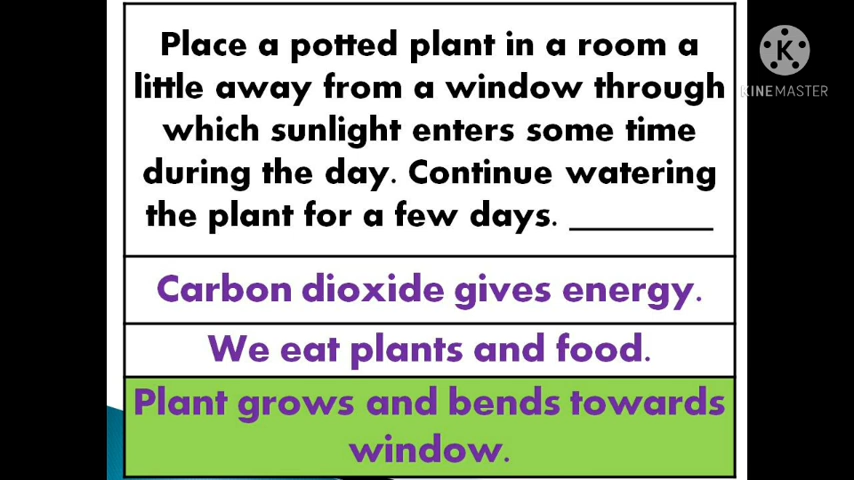 Place a potted plant in a room a
little away from a window through
which sunlight enters some time
during the day. Continue watering
the plant for a few days. ________
Carbon dioxide gives energy.
We eat plants and food.
Plant grows and bends towards
window.
K
KINEMASTER